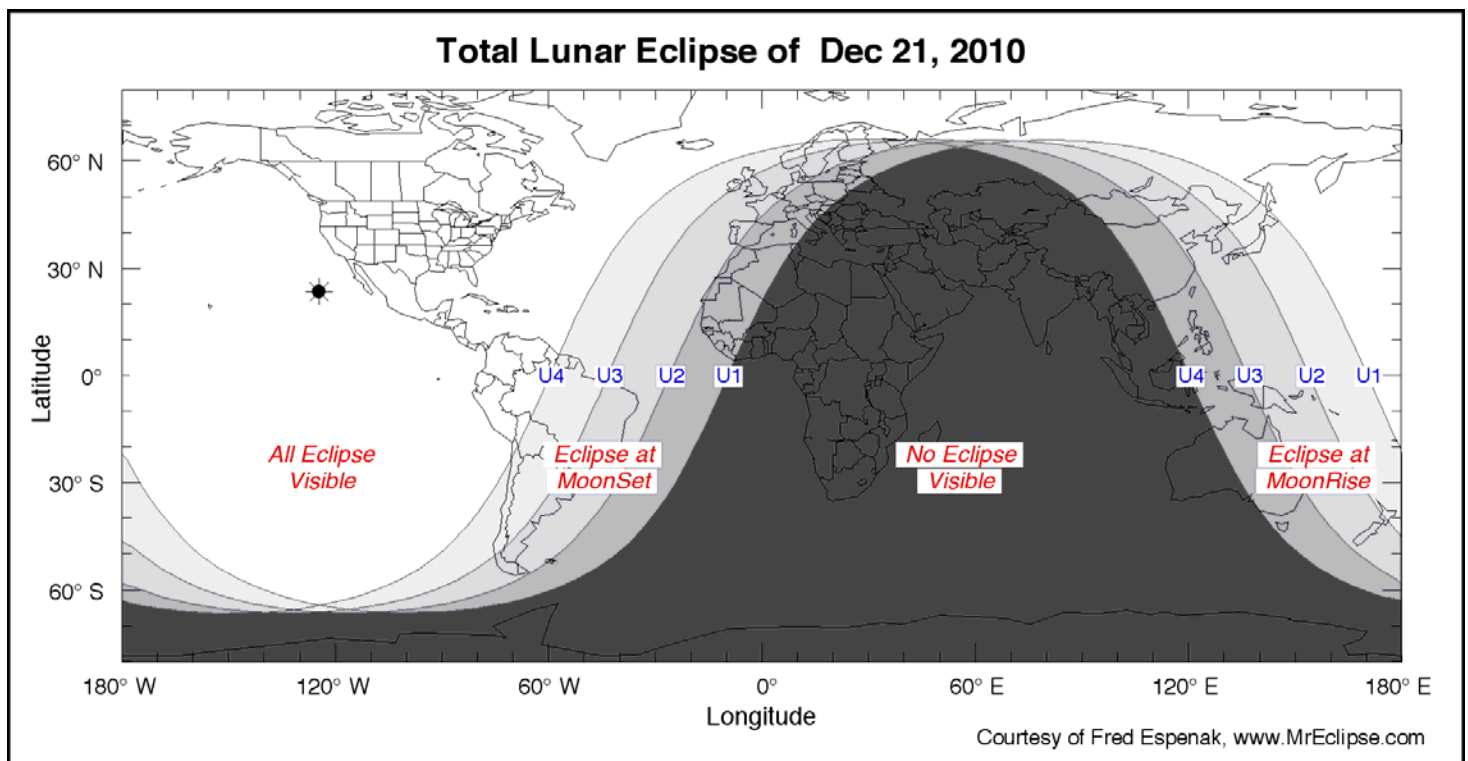 Total Lunar Eclipse of Dec 21, 2010
60° N
30° N
0°
30° S
60° S
Latitude
U4 U3 U2 U1 U4 U3 U2 U1
All Eclipse
Visible
Eclipse at
MoonSet
No Eclipse
Visible
Eclipse at
MoonRise
180° W 120° W 60° W 0° 60° E 120° E 180° E
Longitude
Courtesy of Fred Espenak, www.MrEclipse.com